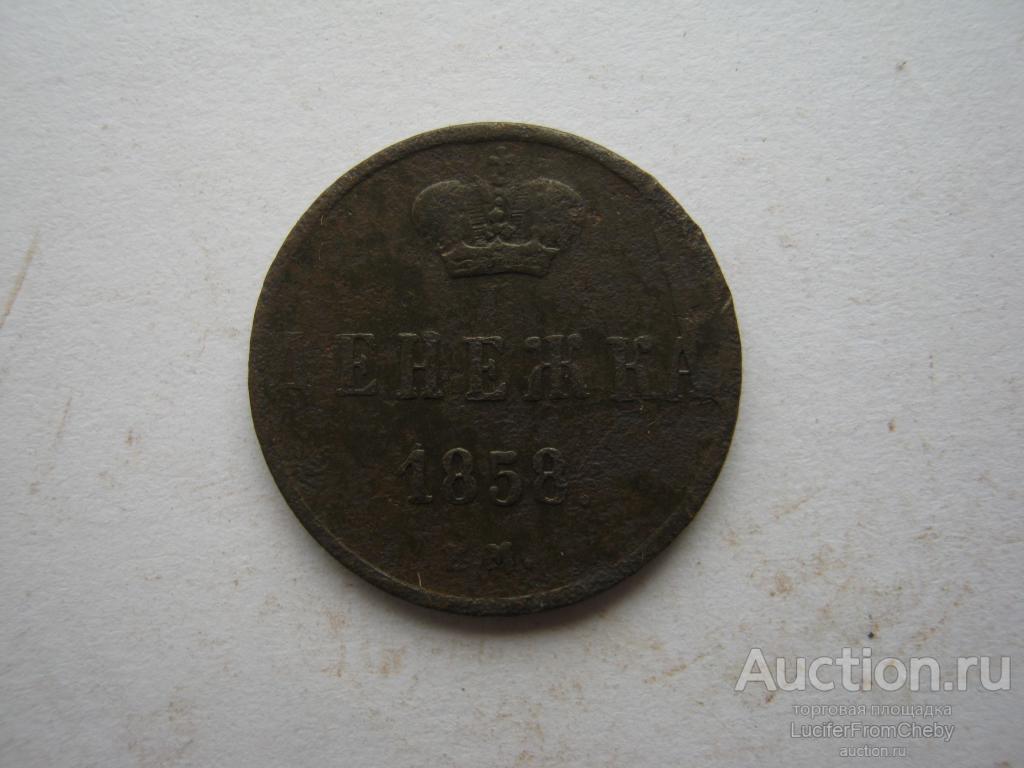 ДЕНЕЖКА
1858
Е.М.
Auction.ru
торговая площадка
LuciferFromCheby
auction.ru